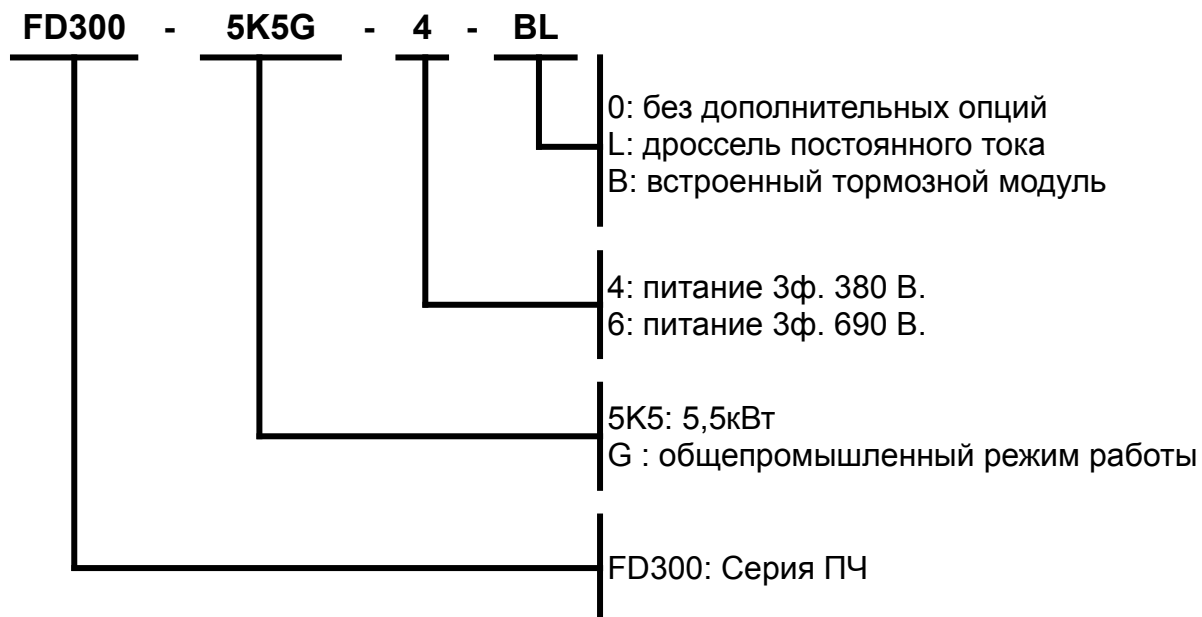 FD300 - 5K5G - 4 - BL
0: без дополнительных опций
L: дроссель постоянного тока
B: встроенный тормозной модуль
4: питание 3ф. 380 В.
6: питание 3ф. 690 В.
5K5: 5,5кВт
G : общепромышленный режим работы
FD300: Серия ПЧ